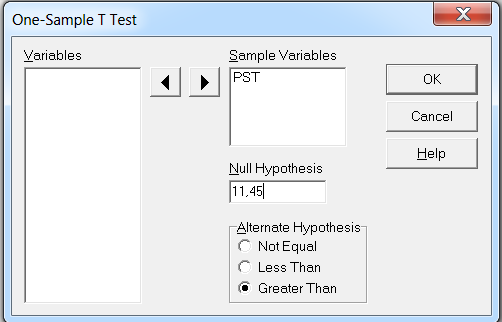 One-Sample T Test
Variables
Sample Variables
PST
OK
Cancel
Help
Null Hypothesis
11,45
Alternate Hypothesis
Not Equal
Less Than
Greater Than